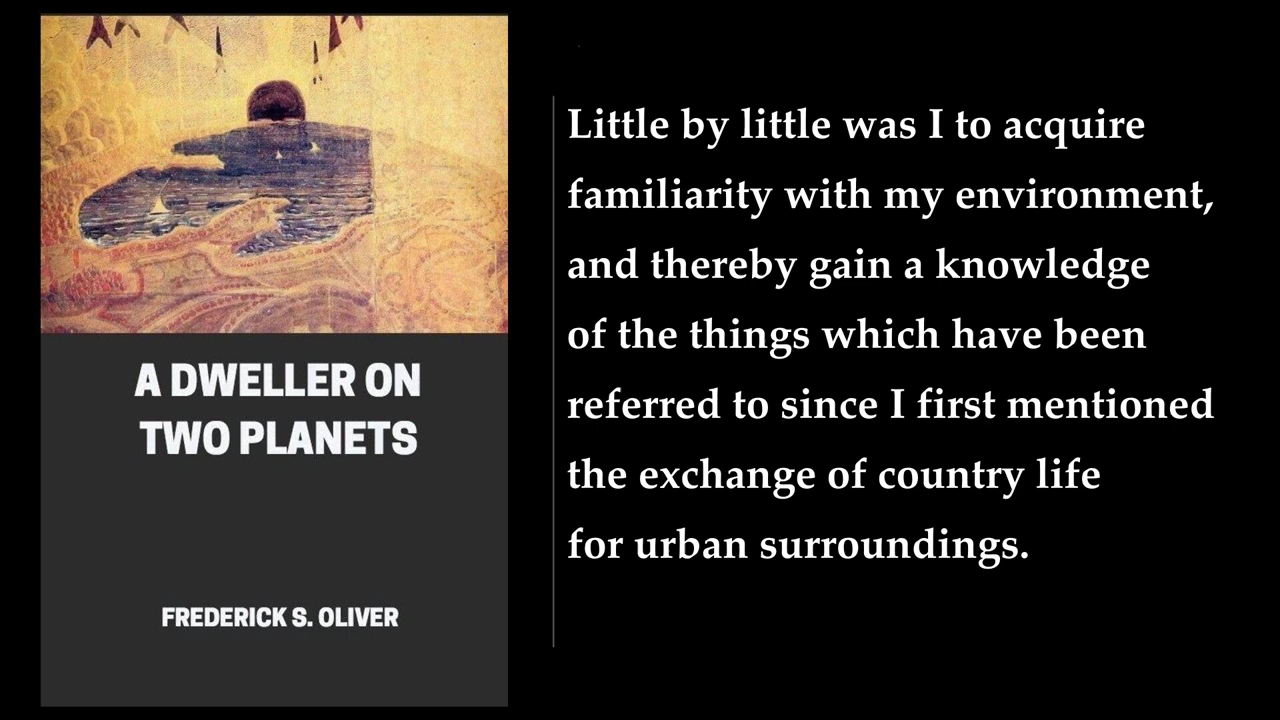 A DWELLER ON
TWO PLANETS
FREDERICK S. OLIVER
Little by little was I to acquire
familiarity with my environment,
and thereby gain a knowledge
of the things which have been
referred to since I first mentioned
the exchange of country life
for urban surroundings.